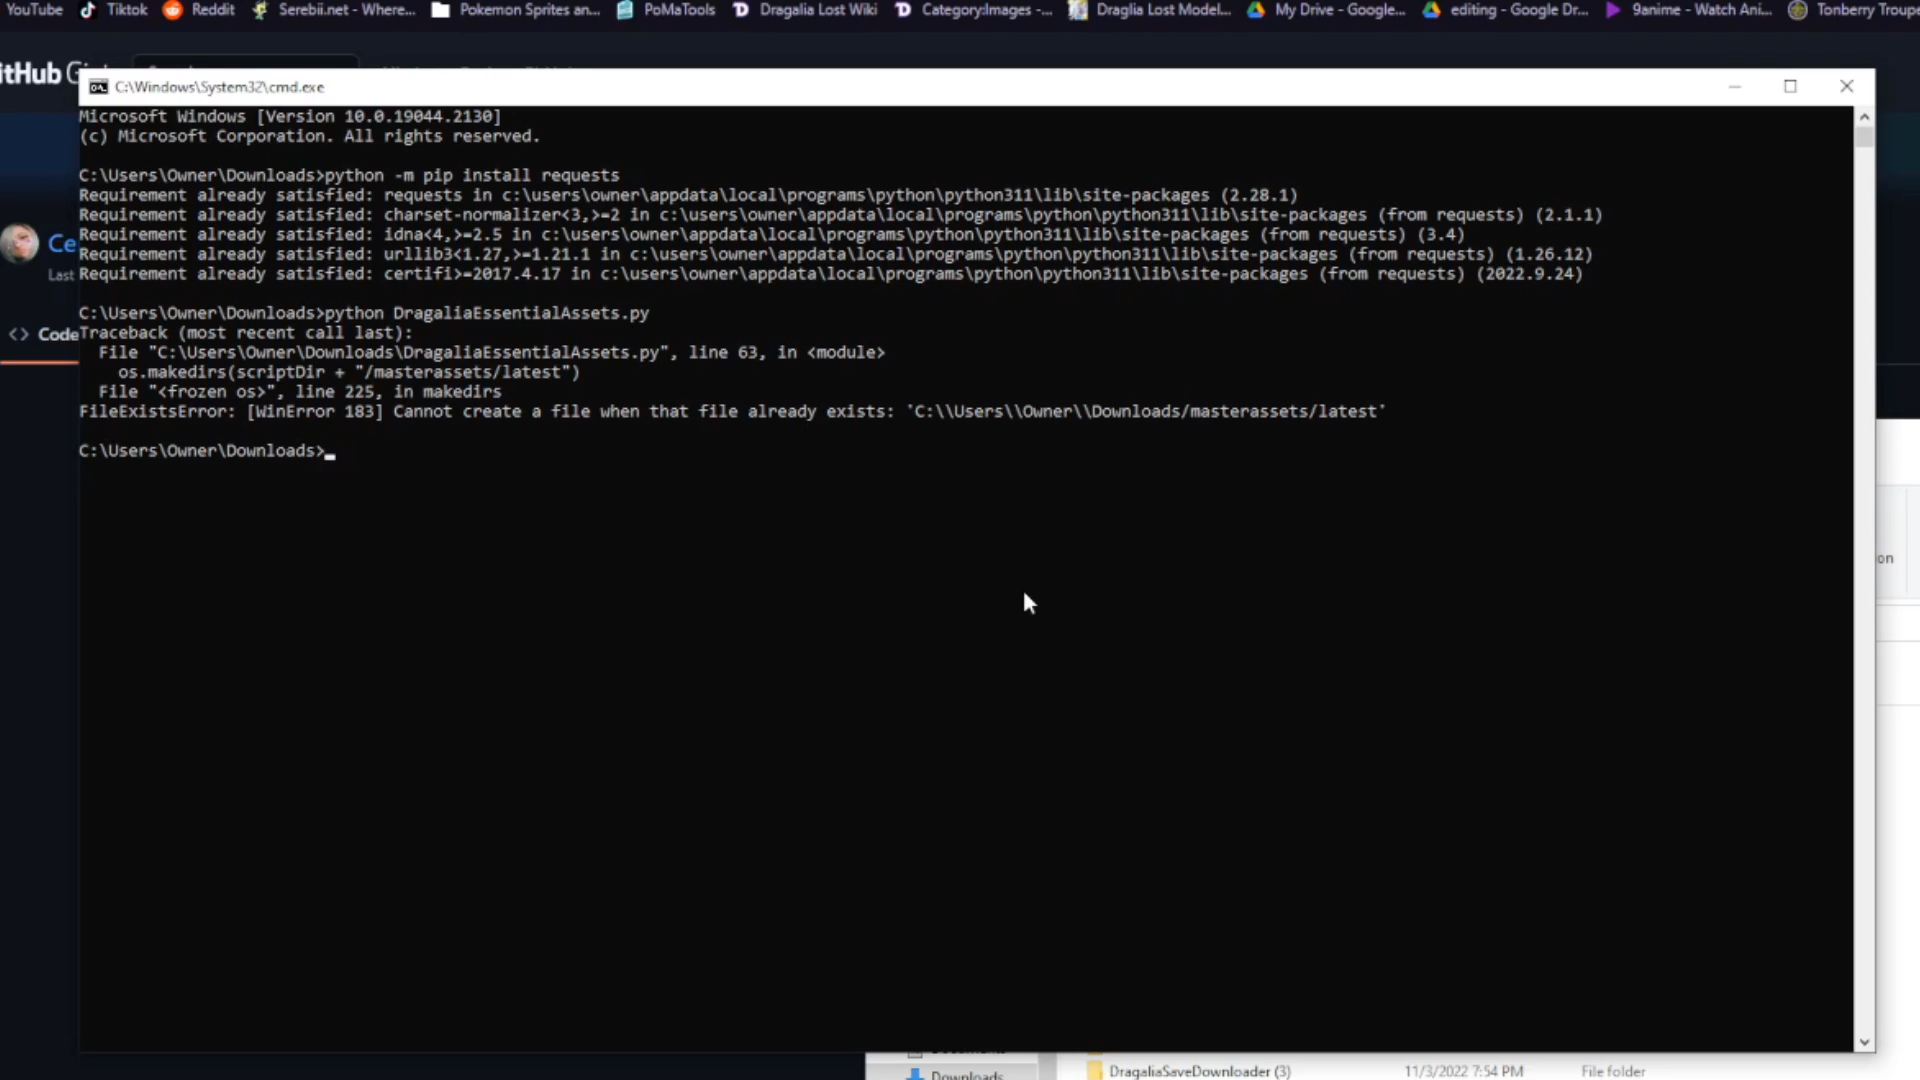 YouTube Tiktok Reddit Serebii.net - Where... Pokemon Sprites an... PoMaTools Dragalia Lost Wiki Category:Images -... Draglia Lost Model... My Drive - Google... editing - Google Dr... 9anime - Watch Ani... Tonberry Troupe
itHub
C:\Windows\System32\cmd.exe
Microsoft Windows [Version 10.0.19044.2130]
(c) Microsoft Corporation. All rights reserved.
C:\Users\Owner\Downloads>python -m pip install requests
Requirement already satisfied: requests in c:\users\owner\appdata\local\programs\python\python311\lib\site-packages (2.28.1)
Requirement already satisfied: charset-normalizer<3,>=2 in c:\users\owner\appdata\local\programs\python\python311\lib\site-packages (from requests) (2.1.1)
Requirement already satisfied: idna<4,>=2.5 in c:\users\owner\appdata\local\programs\python\python311\lib\site-packages (from requests) (3.4)
Ce
Requirement already satisfied: urllib3<1.27,>=1.21.1 in c:\users\owner\appdata\local\programs\python\python311\lib\site-packages (from requests) (1.26.12)
Last
Requirement already satisfied: certifi>=2017.4.17 in c:\users\owner\appdata\local\programs\python\python311\lib\site-packages (from requests) (2022.9.24)
C:\Users\Owner\Downloads>python DragaliaEssentialAssets.py
<> Code
Traceback (most recent call last):
File "C:\Users\Owner\Downloads\DragaliaEssentialAssets.py", line 63, in <module>
os.makedirs(scriptDir + "/masterassets/latest")
File "<frozen os>", line 225, in makedirs
FileExistsError: [WinError 183] Cannot create a file when that file already exists: 'C:\\Users\\Owner\\Downloads/masterassets/latest'
C:\Users\Owner\Downloads>
on
Downloads
DragaliaSaveDownloader (3) 11/3/2022 7:54 PM File folder